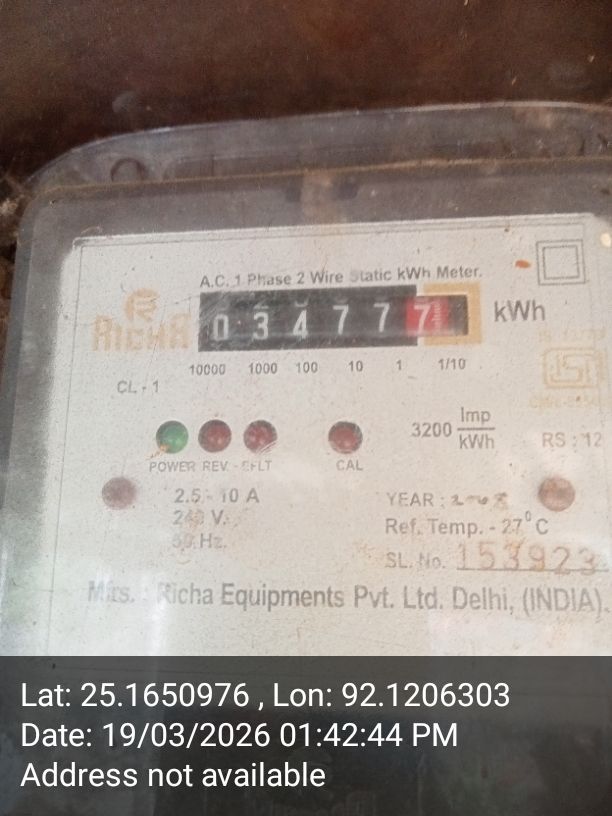 A.C. 1 Phase 2 Wire Static kWh Meter.
RICHA
0 3 4 7 7 7 kWh
10000 1000 100 10 1 1/10
CL - 1
3200 Imp/kWh
RS : 12
POWER REV - EFLT CAL
2.5 - 10 A
240 V.
50 Hz.
YEAR :
Ref. Temp. - 27°C
SL. No. 153923
Mfrs. : Richa Equipments Pvt. Ltd. Delhi, (INDIA).
Lat: 25.1650976 , Lon: 92.1206303
Date: 19/03/2026 01:42:44 PM
Address not available